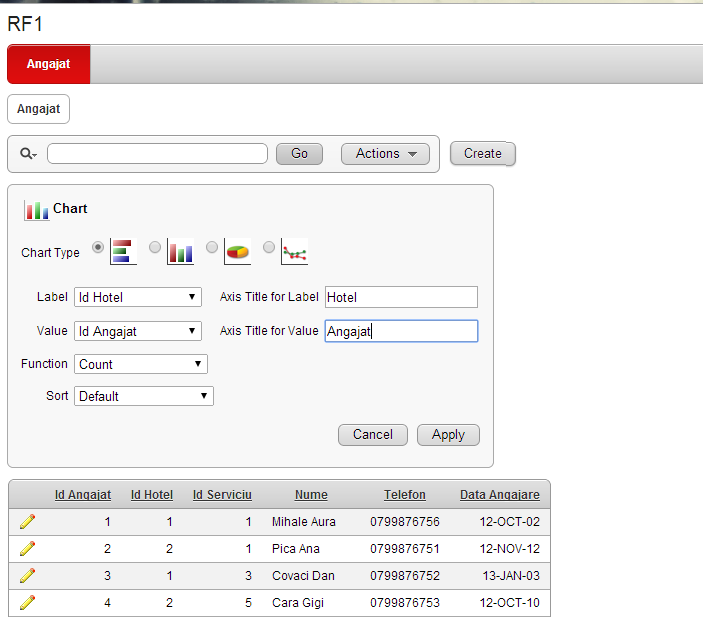 RF1
Angajat
Angajat
Go Actions Create
Chart
Chart Type
Label Id Hotel Axis Title for Label Hotel
Value Id Angajat Axis Title for Value Angajat
Function Count
Sort Default
Cancel Apply
Id Angajat Id Hotel Id Serviciu Nume Telefon Data Angajare
1 1 1 Mihale Aura 0799876756 12-OCT-02
2 2 1 Pica Ana 0799876751 12-NOV-12
3 1 3 Covaci Dan 0799876752 13-JAN-03
4 2 5 Cara Gigi 0799876753 12-OCT-10